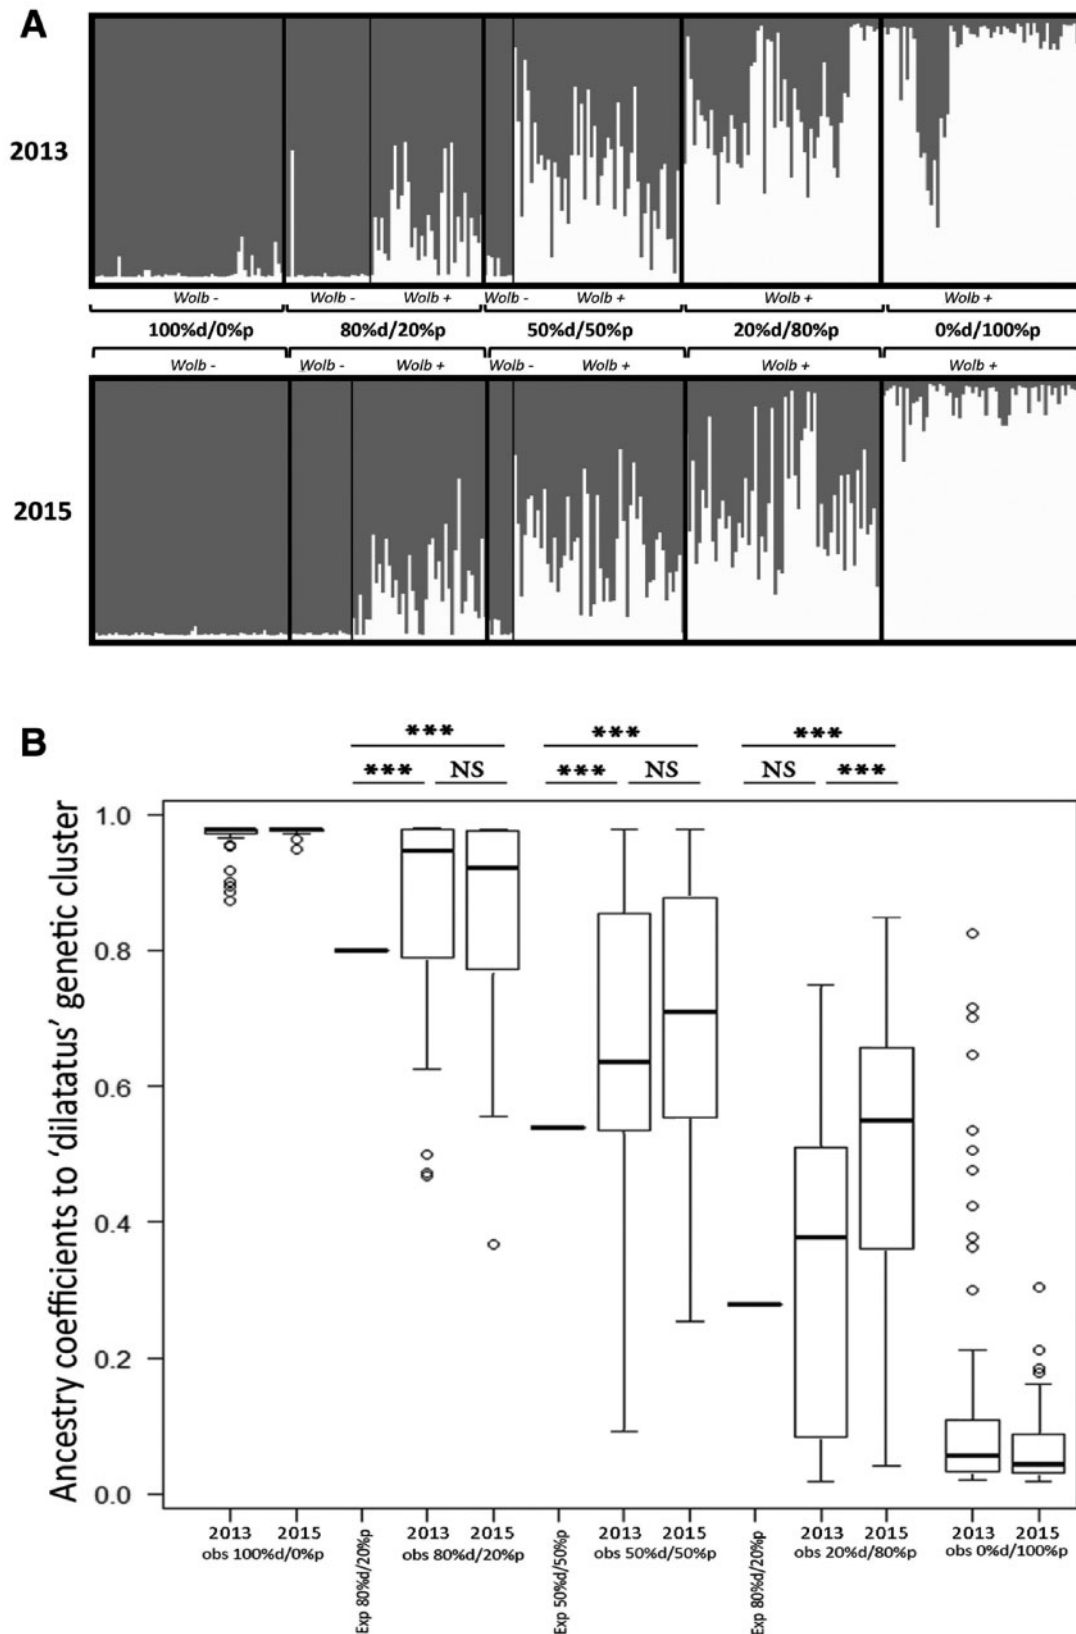 A
2013
Wolb -
Wolb -
Wolb +
Wolb -
Wolb +
Wolb +
Wolb +
100%d/0%p
80%d/20%p
50%d/50%p
20%d/80%p
0%d/100%p
Wolb -
Wolb -
Wolb +
Wolb -
Wolb +
Wolb +
Wolb +
2015
B
*** *** ***
*** NS *** NS NS ***
Ancestry coefficients to 'dilatatus' genetic cluster
1.0
0.8
0.6
0.4
0.2
0.0
2013 2015
obs 100%d/0%p
Exp 80%d/20%p
2013 2015
obs 80%d/20%p
Exp 50%d/50%p
2013 2015
obs 50%d/50%p
Exp 80%d/20%p
2013 2015
obs 20%d/80%p
2013 2015
obs 0%d/100%p